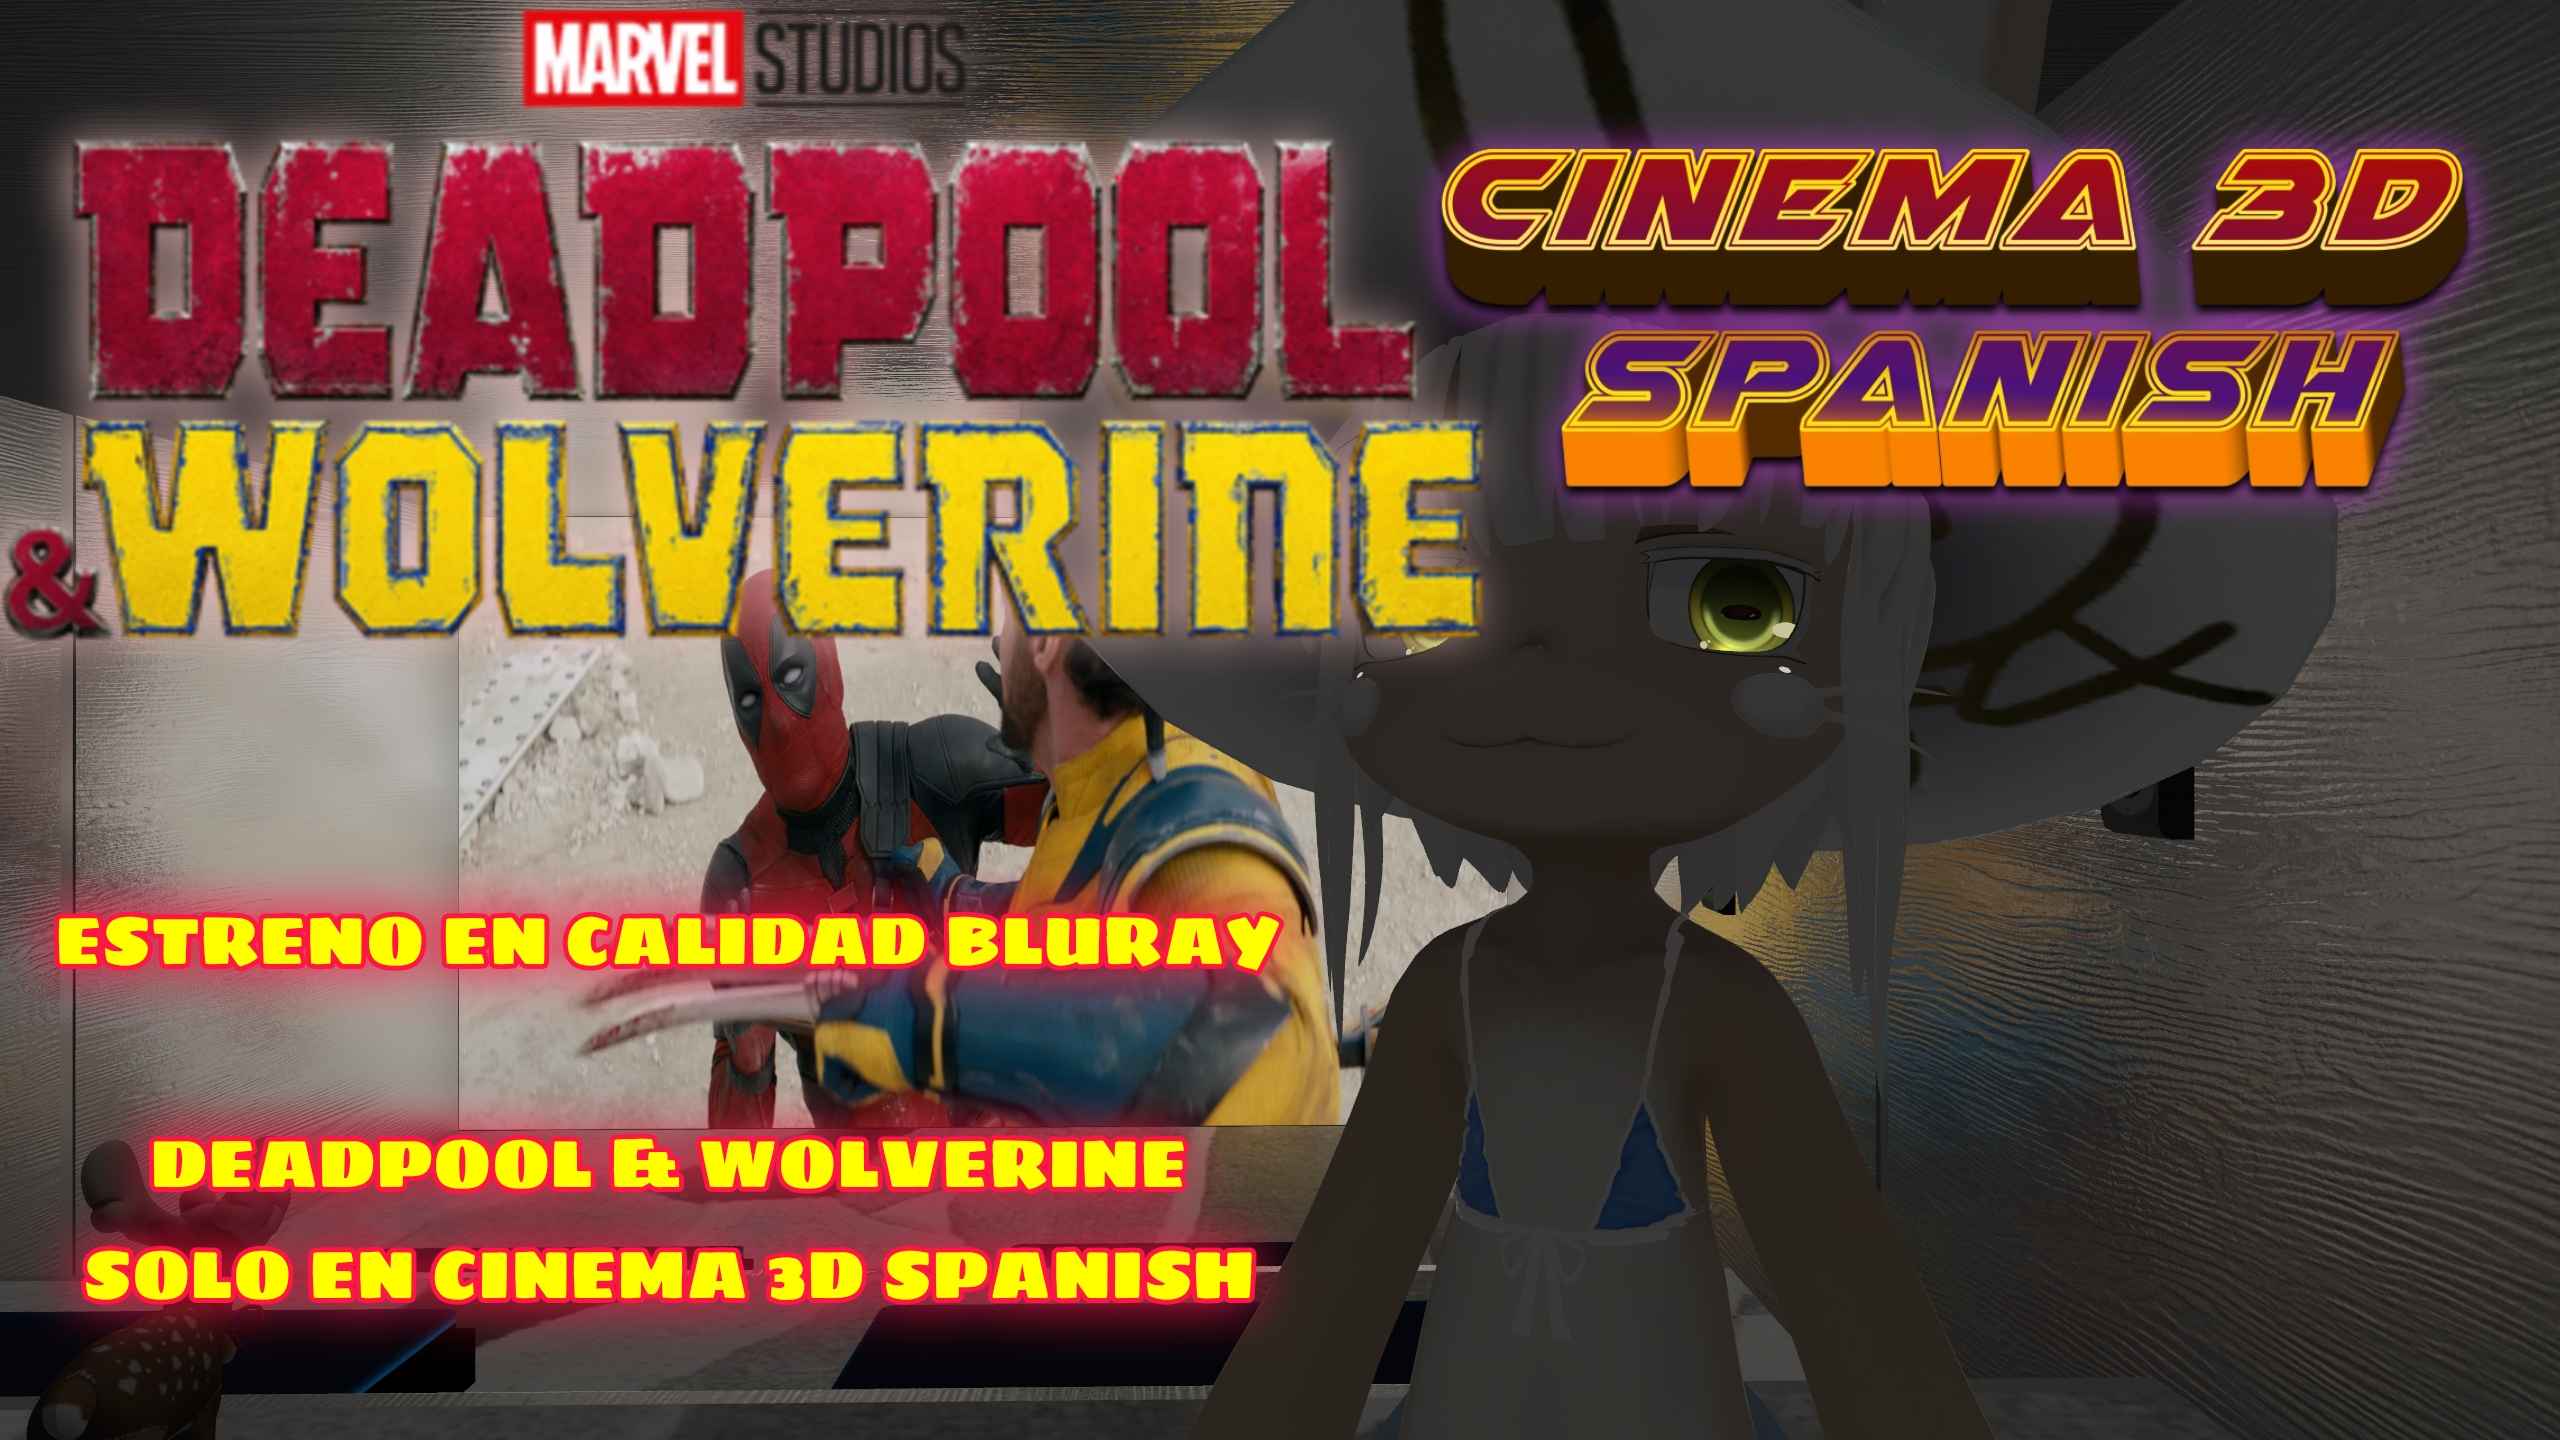 MARVEL STUDIOS
DEADPOOL
& WOLVERINE
CINEMA 3D
SPANISH
ESTRENO EN CALIDAD BLURAY
DEADPOOL & WOLVERINE
SOLO EN CINEMA 3D SPANISH